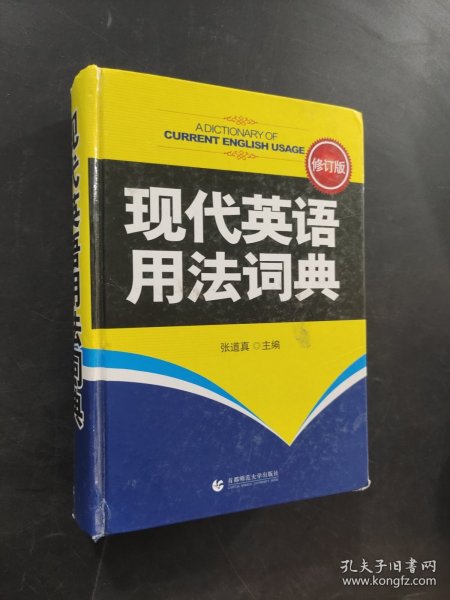 A DICTIONARY OF
CURRENT ENGLISH USAGE
修订版
现代英语
用法词典
张道真 ◎ 主编
首都师范大学出版社
孔夫子旧书网
www.kongfz.com